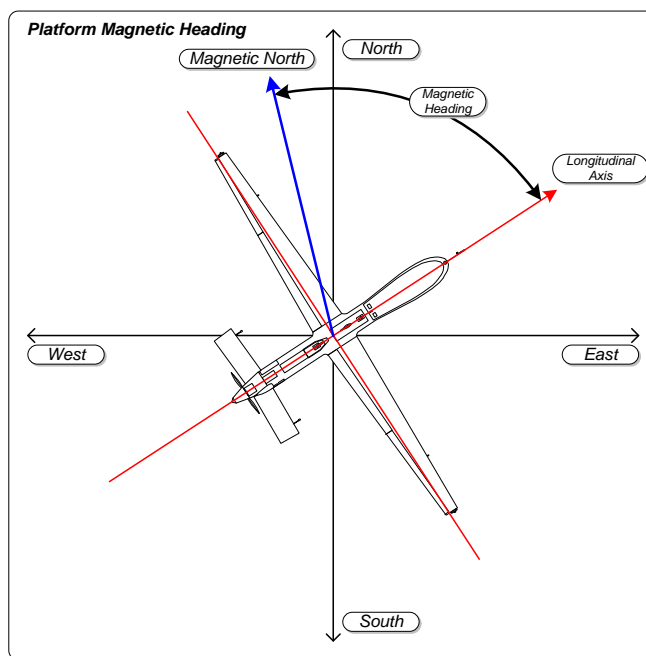 Platform Magnetic Heading
North
Magnetic North
Magnetic
Heading
Longitudinal
Axis
West
East
South